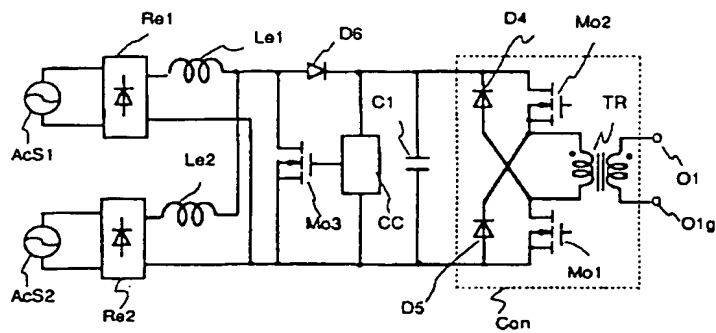 Re1
Le1
D6
D4
Mo2
C1
TR
AcS1
O1
Le2
Mo3
CC
O1g
AcS2
Re2
D5
Mo1
Con